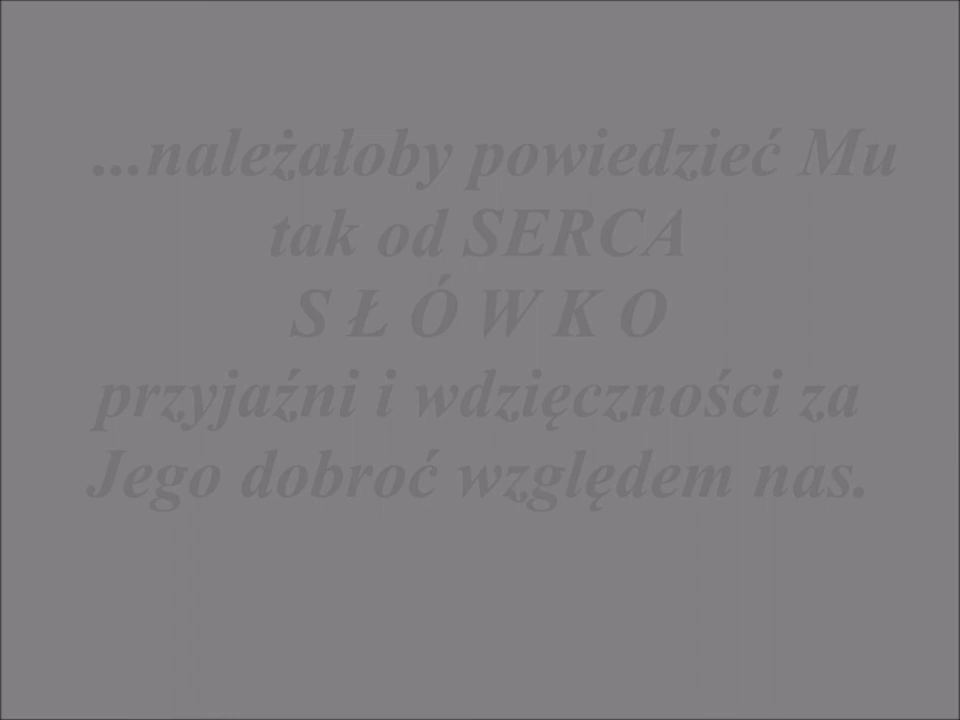 ...należałoby powiedzieć Mu
tak od SERCA
S Ł Ó W K O
przyjaźni i wdzięczności za
Jego dobroć względem nas.